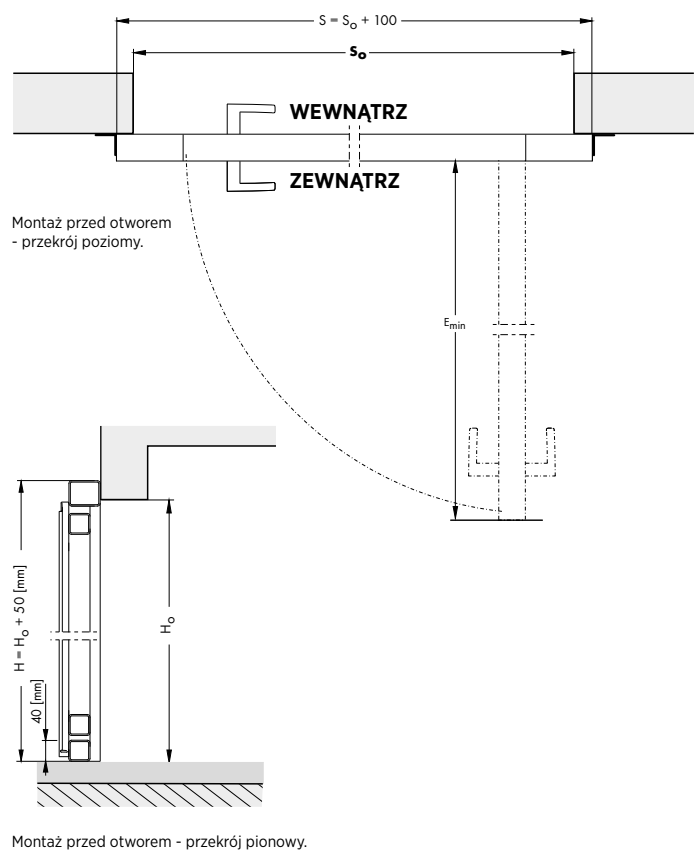 S = Sₒ + 100
Sₒ
WEWNĄTRZ
ZEWNĄTRZ
Montaż przed otworem
- przekrój poziomy.
Eₘᵢₙ
H = Hₒ + 50 [mm]
Hₒ
40 [mm]
Montaż przed otworem - przekrój pionowy.